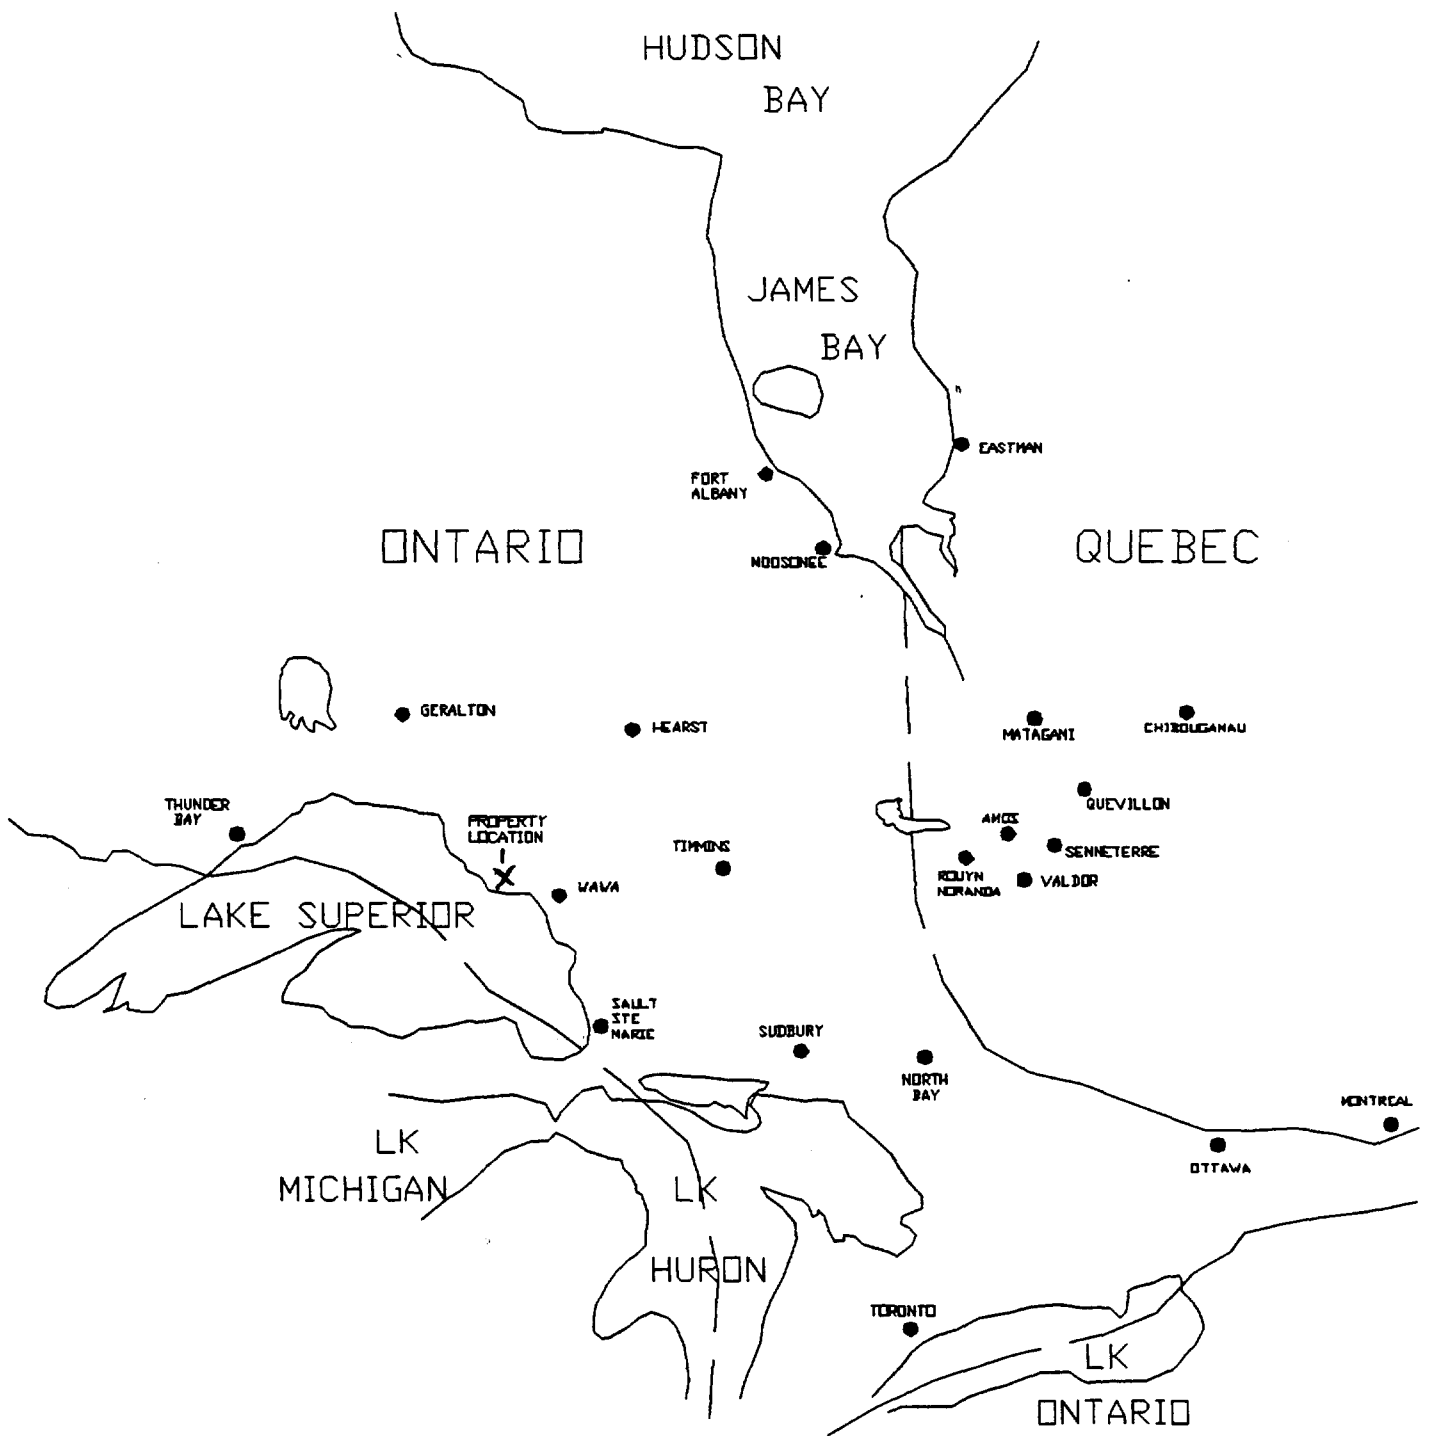 HUDSON
BAY
JAMES
BAY
EASTMAN
FORT
ALBANY
ONTARIO
QUEBEC
MOOSONEE
GERALTON
HEARST
MATAGAMI
CHIBOUGAMAU
THUNDER
BAY
PROPERTY
LOCATION
X
TIMMINS
QUEVILLON
AMOS
SENNETERRE
ROUYN
NORANDA
VALDOR
WAWA
LAKE SUPERIOR
SAULT
STE
MARIE
SUDBURY
NORTH
BAY
MONTREAL
OTTAWA
LK
MICHIGAN
LK
HURON
TORONTO
LK
ONTARIO